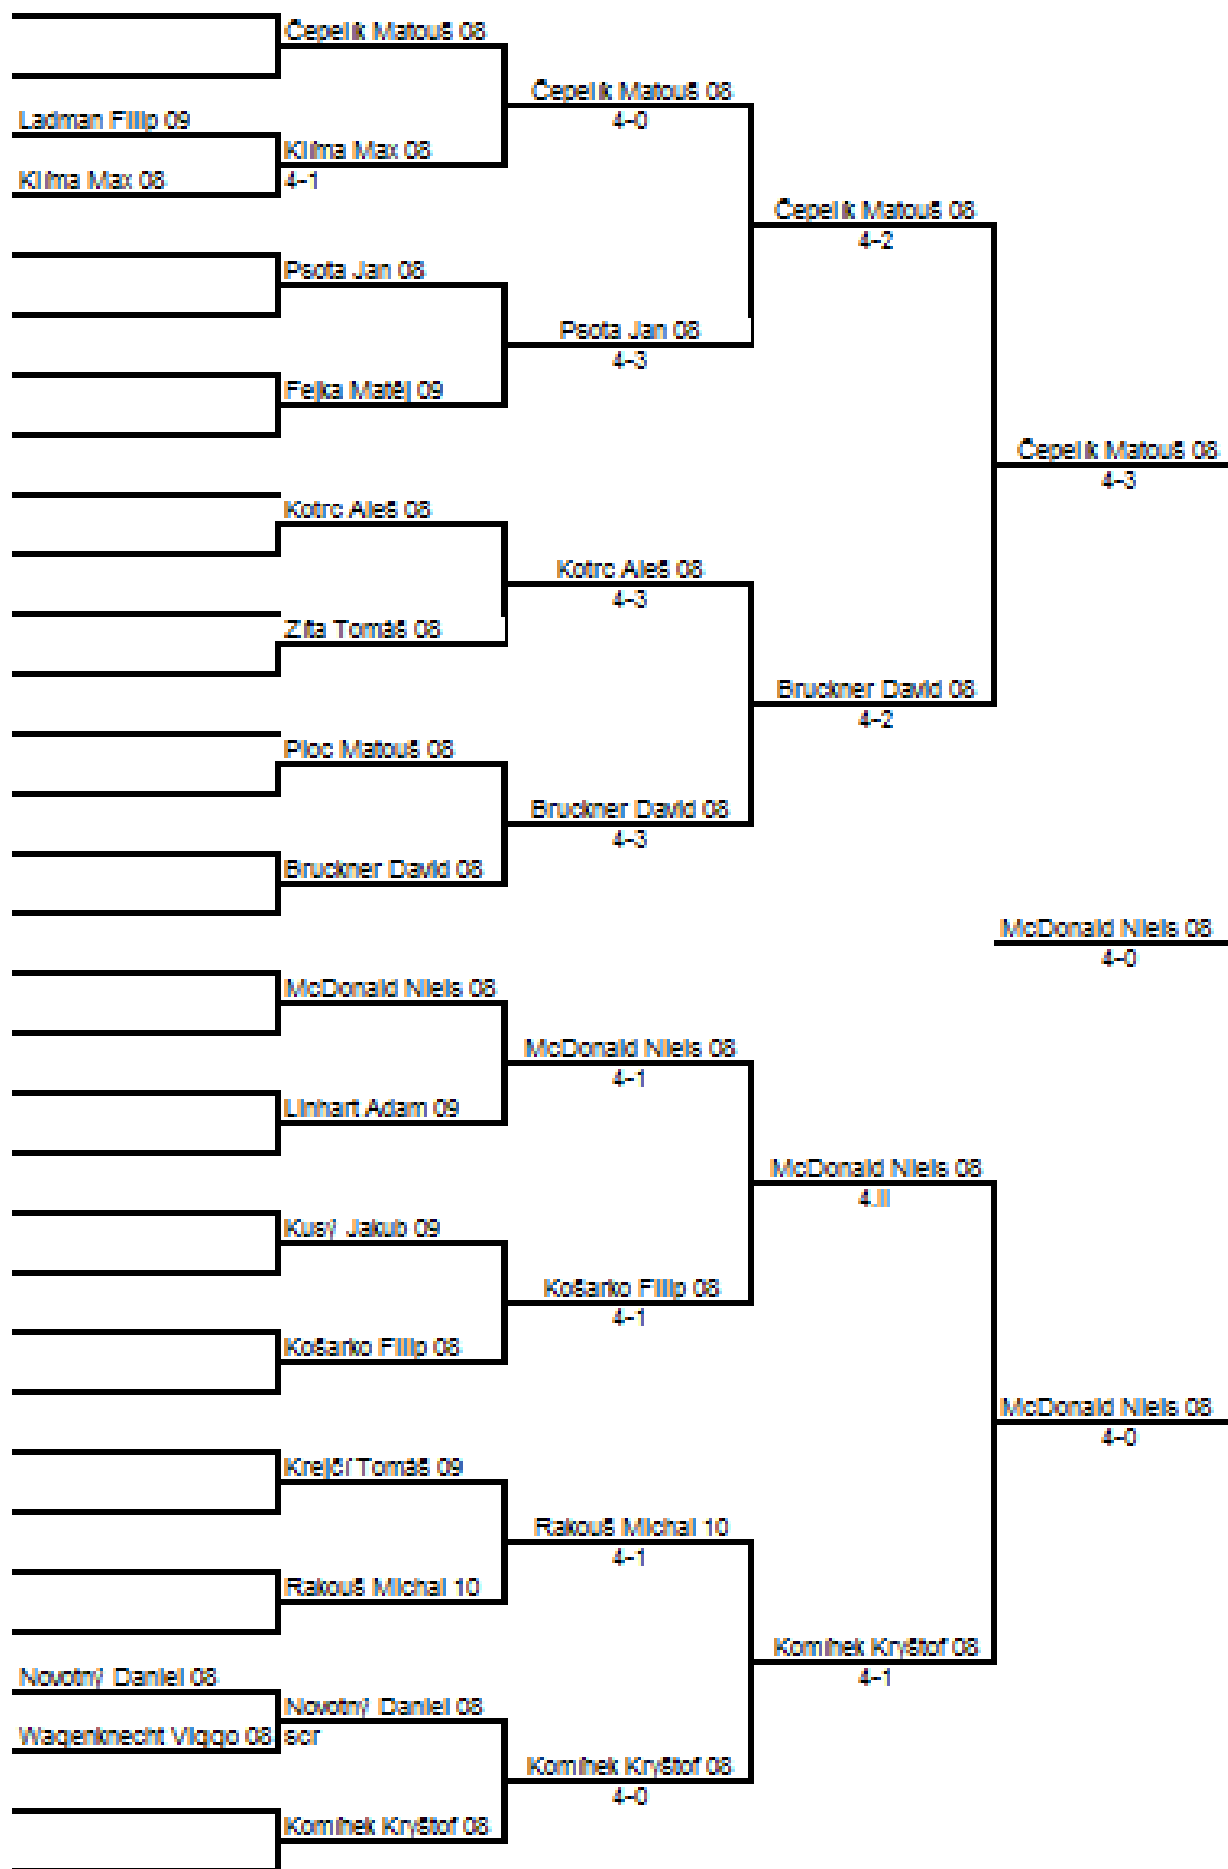 Čepelík Matouš 08
Čepelík Matouš 08
4-0
Ladman Filip 09
Klíma Max 08
Klíma Max 08
4-1
Čepelík Matouš 08
4-2
Psota Jan 08
Psota Jan 08
4-3
Fejka Matěj 09
Čepelík Matouš 08
4-3
Kotrc Aleš 08
Kotrc Aleš 08
4-3
Zíta Tomáš 08
Bruckner David 08
4-2
Ploc Matouš 08
Bruckner David 08
4-3
Bruckner David 08
McDonald Niels 08
4-0
McDonald Niels 08
McDonald Niels 08
4-1
Linhart Adam 09
McDonald Niels 08
4.II
Kusý Jakub 09
Košarko Filip 08
4-1
Košarko Filip 08
McDonald Niels 08
4-0
Krejčí Tomáš 09
Rakouš Michal 10
4-1
Rakouš Michal 10
Komínek Kryštof 08
4-1
Novotný Daniel 08
Novotný Daniel 08
Wagenknecht Viggo 08
scr
Komínek Kryštof 08
4-0
Komínek Kryštof 08